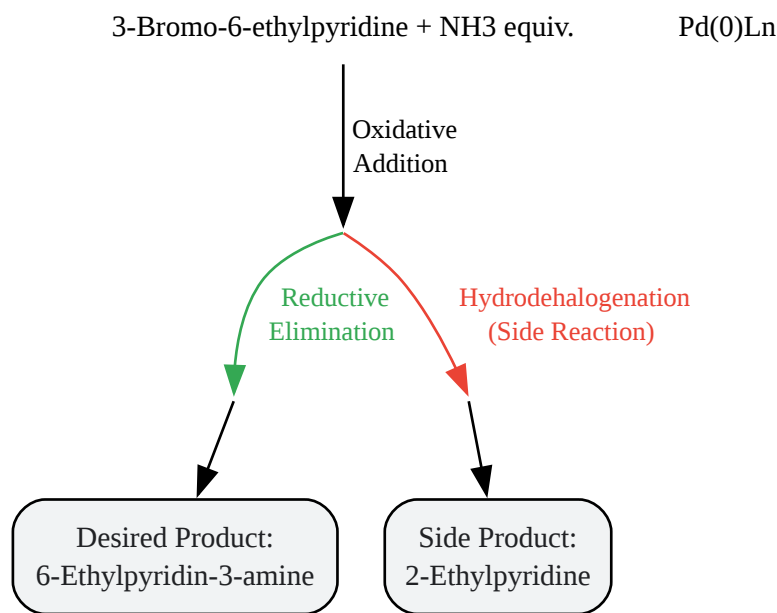 3-Bromo-6-ethylpyridine + NH3 equiv. Pd(0)Ln
Oxidative
Addition
Reductive
Elimination
Hydrodehalogenation
(Side Reaction)
Desired Product:
6-Ethylpyridin-3-amine
Side Product:
2-Ethylpyridine